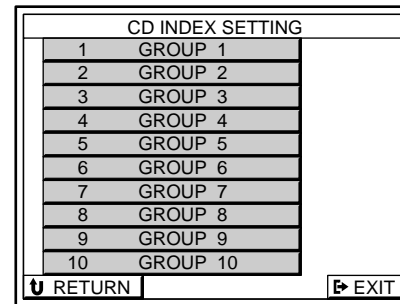 CD INDEX SETTING
1 GROUP 1
2 GROUP 2
3 GROUP 3
4 GROUP 4
5 GROUP 5
6 GROUP 6
7 GROUP 7
8 GROUP 8
9 GROUP 9
10 GROUP 10
RETURN EXIT